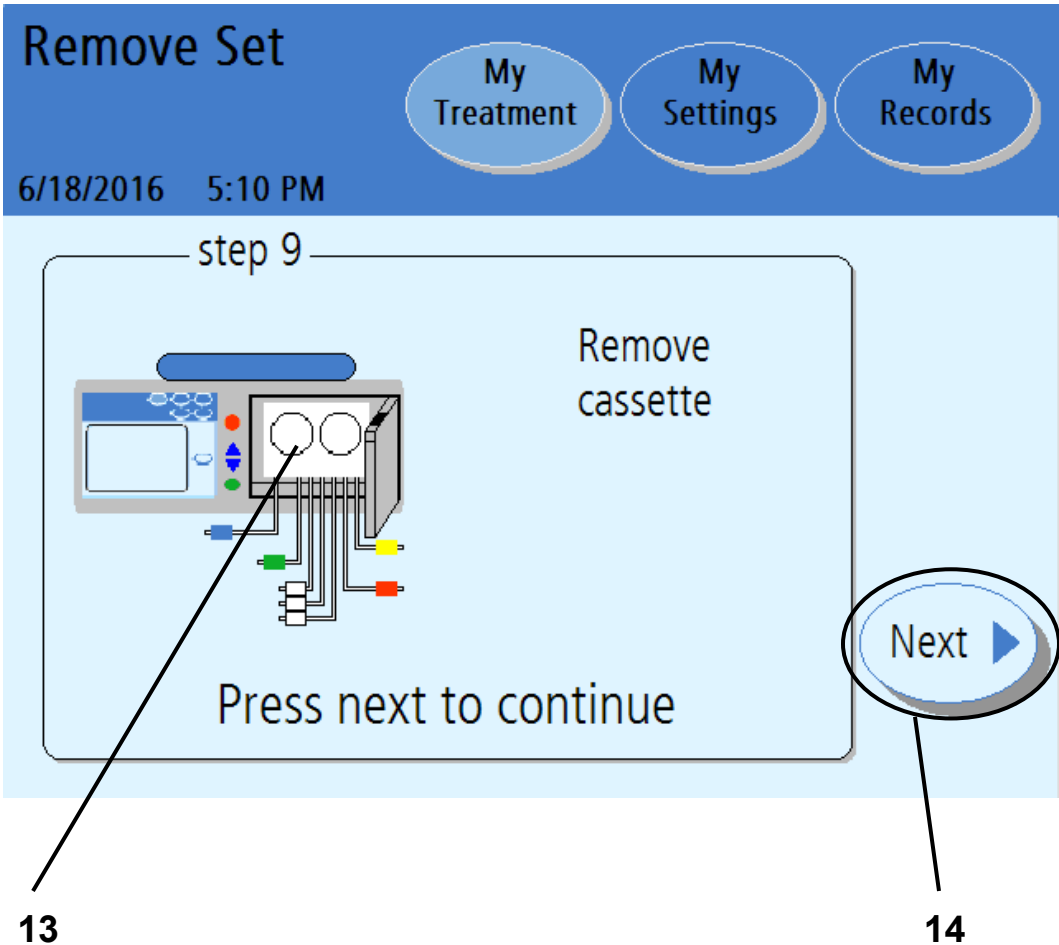 Remove Set
My
Treatment
My
Settings
My
Records
6/18/2016 5:10 PM
step 9
Remove
cassette
Next
Press next to continue
13
14